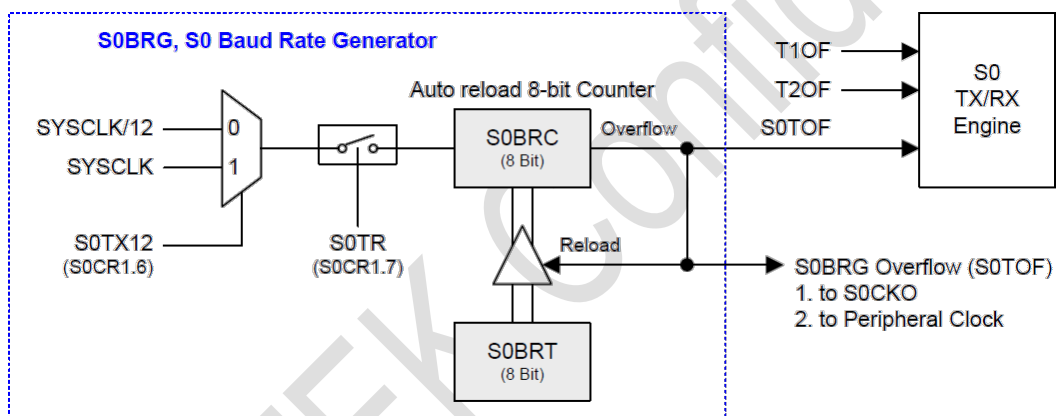 S0BRG, S0 Baud Rate Generator
Auto reload 8-bit Counter
SYSCLK/12
0
SYSCLK
1
S0TX12
(S0CR1.6)
S0TR
(S0CR1.7)
S0BRC
(8 Bit)
Overflow
Reload
S0BRT
(8 Bit)
T1OF
T2OF
S0TOF
S0
TX/RX
Engine
S0BRG Overflow (S0TOF)
1. to S0CKO
2. to Peripheral Clock